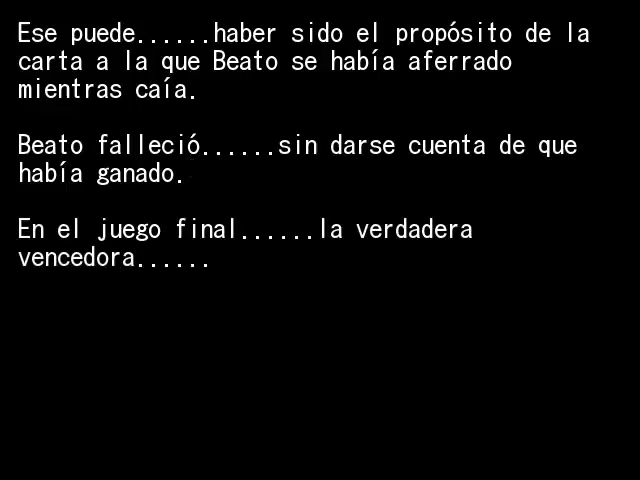 Ese puede......haber sido el propósito de la
carta a la que Beato se había aferrado
mientras caía.
Beato falleció......sin darse cuenta de que
había ganado.
En el juego final......la verdadera
vencedora......